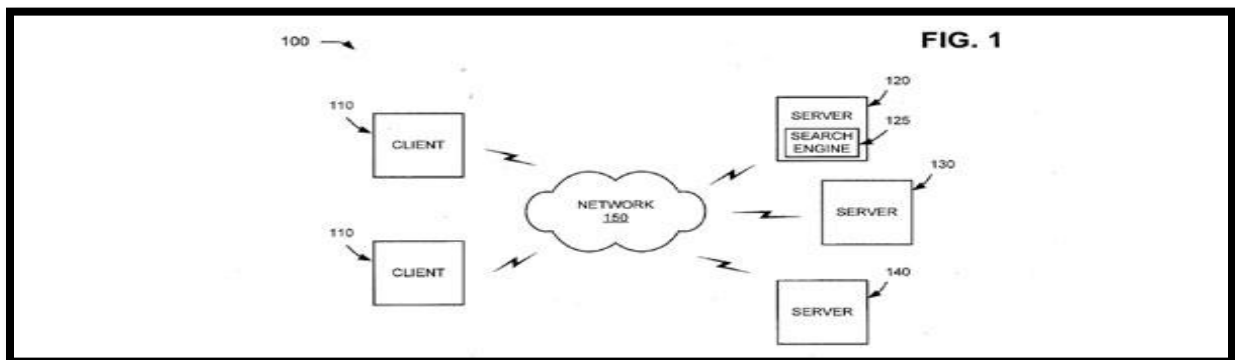 100
FIG. 1
110
CLIENT
120
SERVER
125
SEARCH
ENGINE
130
SERVER
NETWORK
150
110
CLIENT
140
SERVER